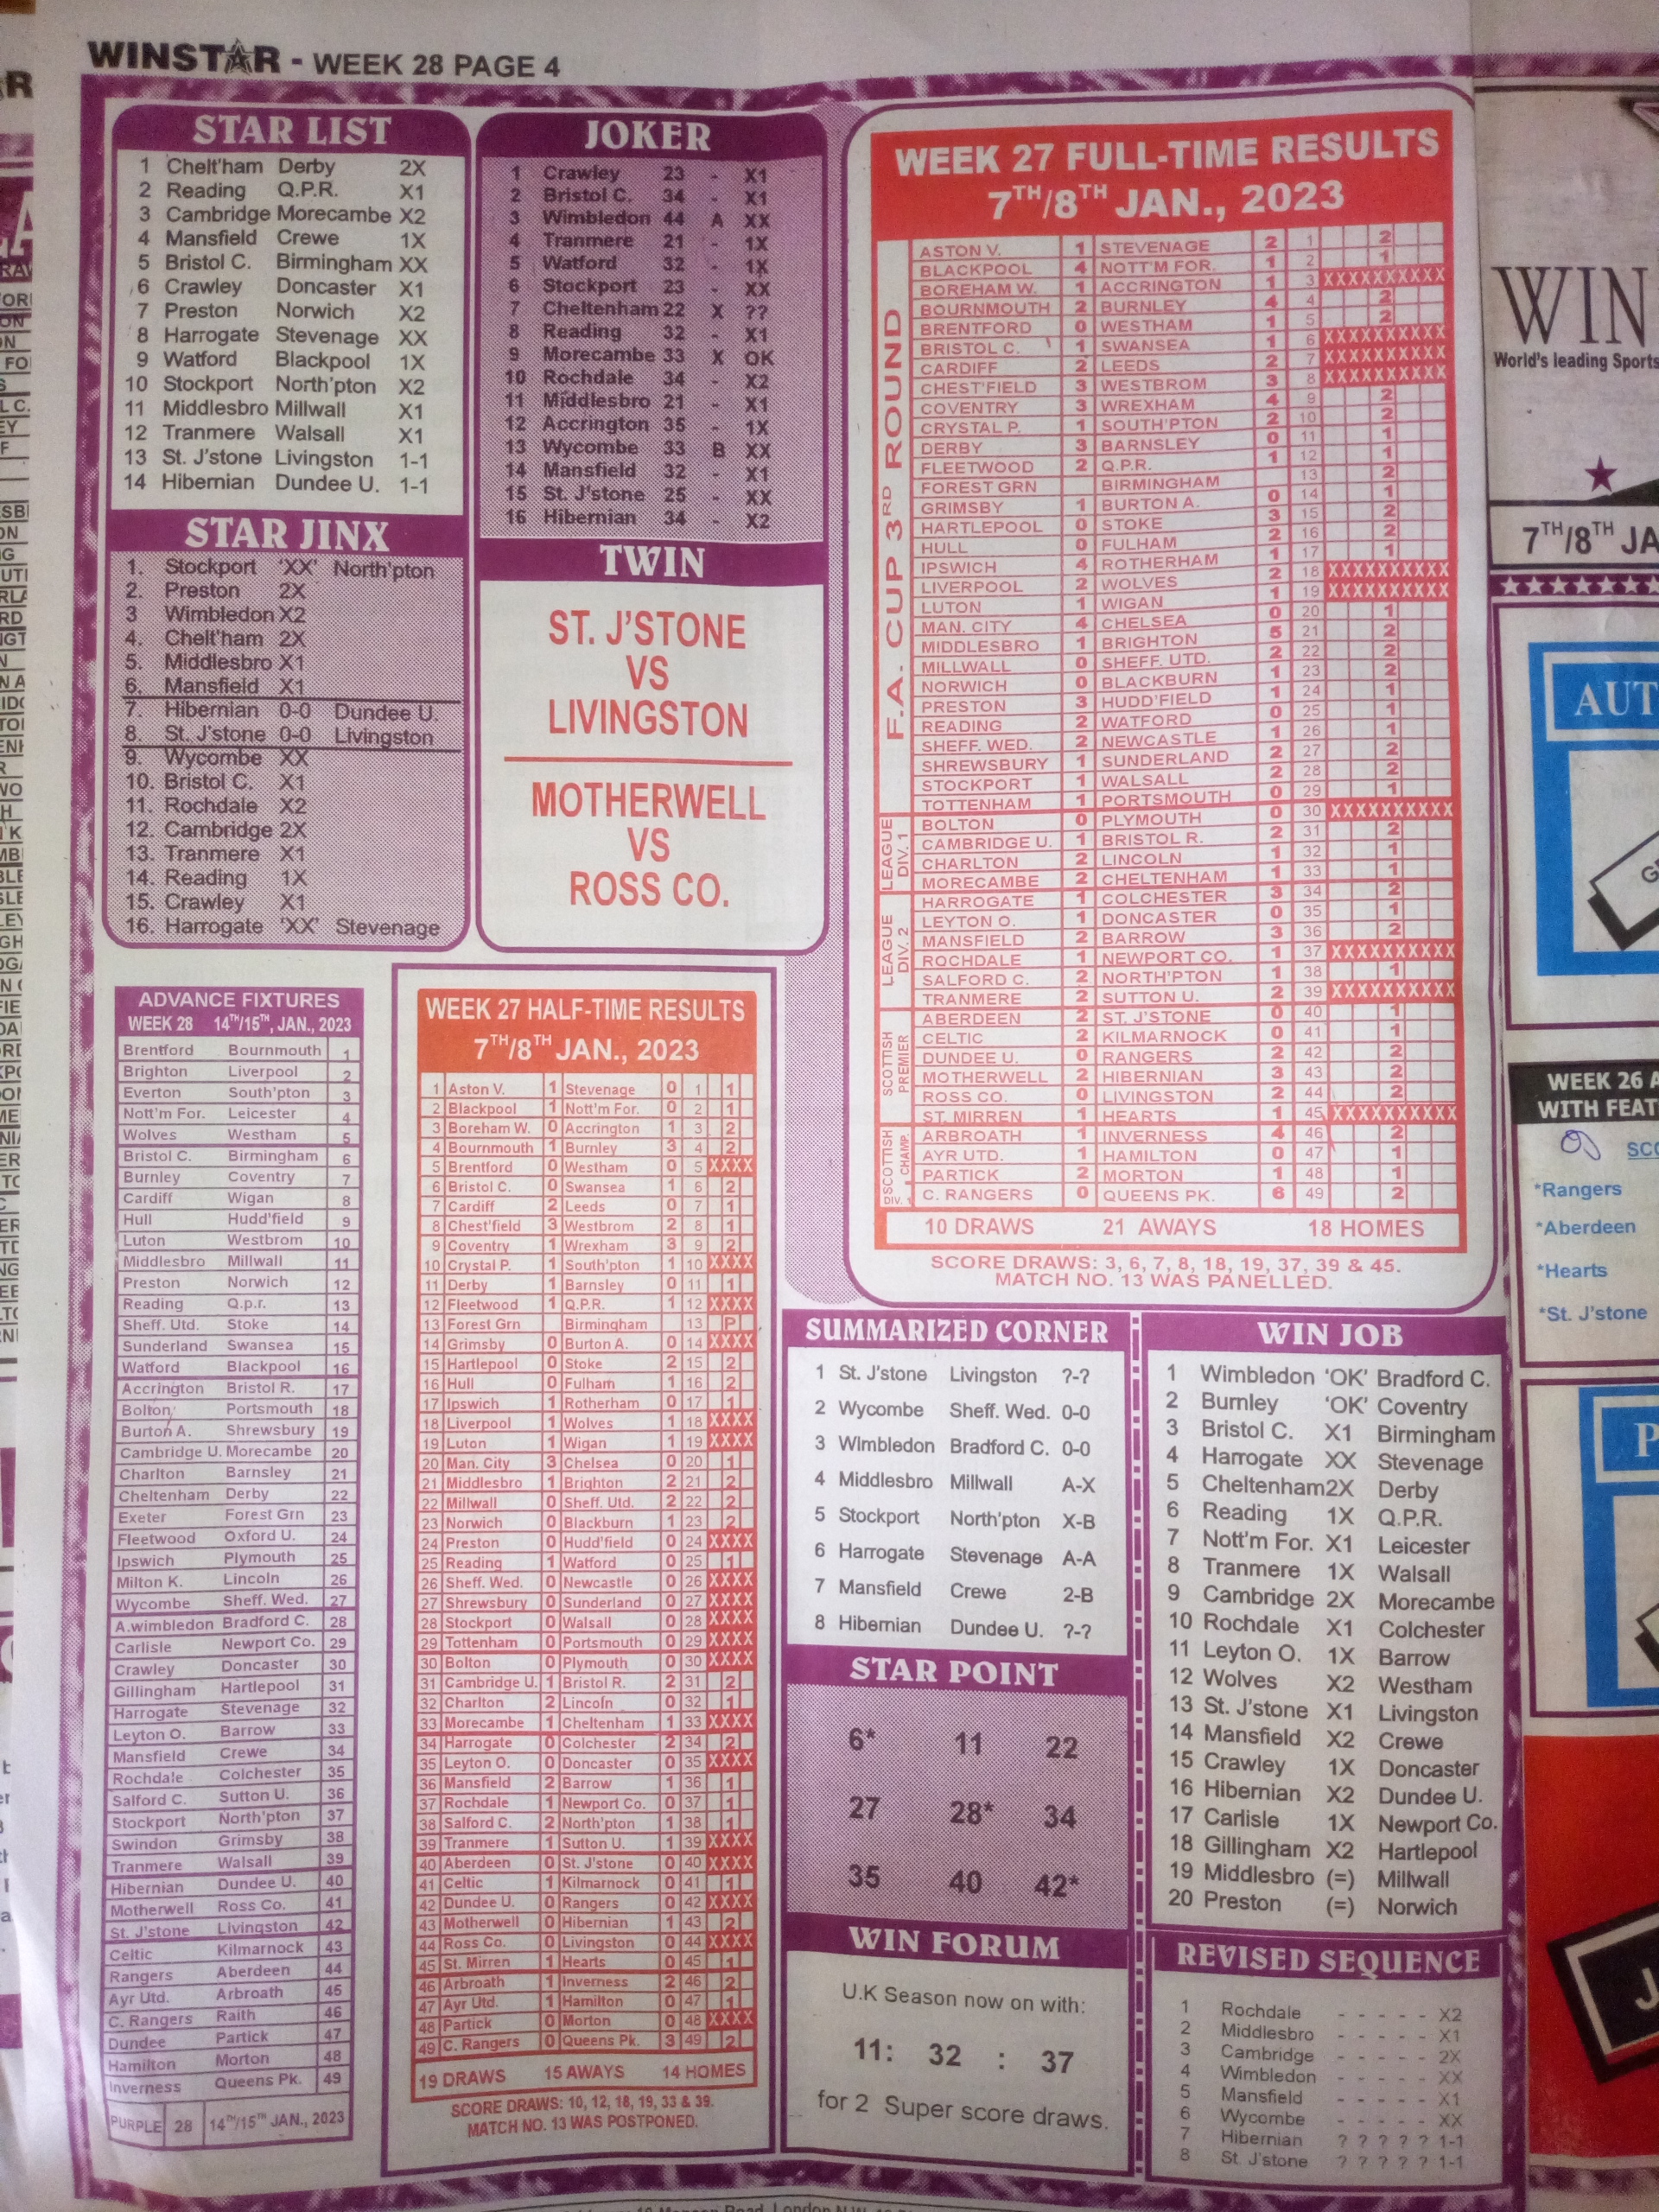 WINSTAR - WEEK 28 PAGE 4
STAR LIST
1 Chelt'ham Derby 2X
2 Reading Q.P.R. X1
3 Cambridge Morecambe X2
4 Mansfield Crewe 1X
5 Bristol C. Birmingham XX
6 Crawley Doncaster X1
7 Preston Norwich X2
8 Harrogate Stevenage XX
9 Watford Blackpool 1X
10 Stockport North'pton X2
11 Middlesbro Millwall X1
12 Tranmere Walsall X1
13 St. J'stone Livingston 1-1
14 Hibernian Dundee U. 1-1
STAR JINX
1. Stockport 'XX' North'pton
2. Preston 2X
3 Wimbledon X2
4. Chelt'ham 2X
5. Middlesbro X1
6. Mansfield X1
7. Hibernian 0-0 Dundee U.
8. St. J'stone 0-0 Livingston
9. Wycombe XX
10. Bristol C. X1
11. Rochdale X2
12. Cambridge 2X
13. Tranmere X1
14. Reading 1X
15. Crawley X1
16. Harrogate 'XX' Stevenage
JOKER
1 Crawley 23 - X1
2 Bristol C. 34 - X1
3 Wimbledon 44 A XX
4 Tranmere 21 - 1X
5 Watford 32 - 1X
6 Stockport 23 - XX
7 Cheltenham 22 X ??
8 Reading 32 - X1
9 Morecambe 33 X OK
10 Rochdale 34 - X2
11 Middlesbro 21 - X1
12 Accrington 35 - 1X
13 Wycombe 33 B XX
14 Mansfield 32 - X1
15 St. J'stone 25 - XX
16 Hibernian 34 - X2
TWIN
ST. J'STONE
VS
LIVINGSTON
MOTHERWELL
VS
ROSS CO.
WEEK 27 FULL-TIME RESULTS
7TH/8TH JAN., 2023
F.A. CUP 3RD ROUND
ASTON V. 1 STEVENAGE 2 1 2
BLACKPOOL 4 NOTT'M FOR. 1 2 1
BOREHAM W. 1 ACCRINGTON 1 3 XXXXXXXXXX
BOURNMOUTH 2 BURNLEY 4 4 2
BRENTFORD 0 WESTHAM 1 5 2
BRISTOL C. 1 SWANSEA 1 6 XXXXXXXXXX
CARDIFF 2 LEEDS 2 7 XXXXXXXXXX
CHEST'FIELD 3 WESTBROM 3 8 XXXXXXXXXX
COVENTRY 3 WREXHAM 4 9 2
CRYSTAL P. 1 SOUTH'PTON 2 10 2
DERBY 3 BARNSLEY 0 11 1
FLEETWOOD 2 Q.P.R. 1 12 1
FOREST GRN BIRMINGHAM 13 2
GRIMSBY 1 BURTON A. 0 14 1
HARTLEPOOL 0 STOKE 3 15 2
HULL 0 FULHAM 2 16 2
IPSWICH 4 ROTHERHAM 1 17 1
LIVERPOOL 2 WOLVES 2 18 XXXXXXXXXX
LUTON 1 WIGAN 1 19 XXXXXXXXXX
MAN. CITY 4 CHELSEA 0 20 1
MIDDLESBRO 1 BRIGHTON 5 21 2
MILLWALL 0 SHEFF. UTD. 2 22 2
NORWICH 0 BLACKBURN 1 23 2
PRESTON 3 HUDD'FIELD 1 24 1
READING 2 WATFORD 0 25 1
SHEFF. WED. 2 NEWCASTLE 1 26 1
SHREWSBURY 1 SUNDERLAND 2 27 2
STOCKPORT 1 WALSALL 2 28 2
TOTTENHAM 1 PORTSMOUTH 0 29 1
LEAGUE DIV. 1
BOLTON 0 PLYMOUTH 0 30 XXXXXXXXXX
CAMBRIDGE U. 1 BRISTOL R. 2 31 2
CHARLTON 2 LINCOLN 1 32 1
MORECAMBE 2 CHELTENHAM 1 33 1
LEAGUE DIV. 2
HARROGATE 1 COLCHESTER 3 34 2
LEYTON O. 1 DONCASTER 0 35 1
MANSFIELD 2 BARROW 3 36 2
ROCHDALE 1 NEWPORT CO. 1 37 XXXXXXXXXX
SALFORD C. 2 NORTH'PTON 1 38 1
TRANMERE 2 SUTTON U. 2 39 XXXXXXXXXX
SCOTTISH PREMIER
ABERDEEN 2 ST. J'STONE 0 40 1
CELTIC 2 KILMARNOCK 0 41 1
DUNDEE U. 0 RANGERS 2 42 2
MOTHERWELL 2 HIBERNIAN 3 43 2
ROSS CO. 0 LIVINGSTON 2 44 2
ST. MIRREN 1 HEARTS 1 45 XXXXXXXXXX
SCOTTISH DIV. 1 CHAMP.
ARBROATH 1 INVERNESS 4 46 2
AYR UTD. 1 HAMILTON 0 47 1
PARTICK 2 MORTON 1 48 1
C. RANGERS 0 QUEENS PK. 6 49 2
10 DRAWS 21 AWAYS 18 HOMES
SCORE DRAWS: 3, 6, 7, 8, 18, 19, 37, 39 & 45.
MATCH NO. 13 WAS PANELLED.
ADVANCE FIXTURES
WEEK 28 14TH/15TH, JAN., 2023
Brentford Bournmouth 1
Brighton Liverpool 2
Everton South'pton 3
Nott'm For. Leicester 4
Wolves Westham 5
Bristol C. Birmingham 6
Burnley Coventry 7
Cardiff Wigan 8
Hull Hudd'field 9
Luton Westbrom 10
Middlesbro Millwall 11
Preston Norwich 12
Reading Q.p.r. 13
Sheff. Utd. Stoke 14
Sunderland Swansea 15
Watford Blackpool 16
Accrington Bristol R. 17
Bolton Portsmouth 18
Burton A. Shrewsbury 19
Cambridge U. Morecambe 20
Charlton Barnsley 21
Cheltenham Derby 22
Exeter Forest Grn 23
Fleetwood Oxford U. 24
Ipswich Plymouth 25
Milton K. Lincoln 26
Wycombe Sheff. Wed. 27
A.wimbledon Bradford C. 28
Carlisle Newport Co. 29
Crawley Doncaster 30
Gillingham Hartlepool 31
Harrogate Stevenage 32
Leyton O. Barrow 33
Mansfield Crewe 34
Rochdale Colchester 35
Salford C. Sutton U. 36
Stockport North'pton 37
Swindon Grimsby 38
Tranmere Walsall 39
Hibernian Dundee U. 40
Motherwell Ross Co. 41
St. J'stone Livingston 42
Celtic Kilmarnock 43
Rangers Aberdeen 44
Ayr Utd. Arbroath 45
C. Rangers Raith 46
Dundee Partick 47
Hamilton Morton 48
Inverness Queens Pk. 49
PURPLE 28 14TH/15TH JAN., 2023
WEEK 27 HALF-TIME RESULTS
7TH/8TH JAN., 2023
1 Aston V. 1 Stevenage 0 1 1
2 Blackpool 1 Nott'm For. 0 2 1
3 Boreham W. 0 Accrington 1 3 2
4 Bournmouth 1 Burnley 3 4 2
5 Brentford 0 Westham 0 5 XXXX
6 Bristol C. 0 Swansea 1 6 2
7 Cardiff 2 Leeds 0 7 1
8 Chest'field 3 Westbrom 2 8 1
9 Coventry 1 Wrexham 3 9 2
10 Crystal P. 1 South'pton 1 10 XXXX
11 Derby 1 Barnsley 0 11 1
12 Fleetwood 1 Q.P.R. 1 12 XXXX
13 Forest Grn Birmingham 13 P
14 Grimsby 0 Burton A. 0 14 XXXX
15 Hartlepool 0 Stoke 2 15 2
16 Hull 0 Fulham 1 16 2
17 Ipswich 1 Rotherham 0 17 1
18 Liverpool 1 Wolves 1 18 XXXX
19 Luton 1 Wigan 1 19 XXXX
20 Man. City 3 Chelsea 0 20 1
21 Middlesbro 1 Brighton 2 21 2
22 Millwall 0 Sheff. Utd. 2 22 2
23 Norwich 0 Blackburn 1 23 2
24 Preston 0 Hudd'field 0 24 XXXX
25 Reading 1 Watford 0 25 1
26 Sheff. Wed. 0 Newcastle 0 26 XXXX
27 Shrewsbury 0 Sunderland 0 27 XXXX
28 Stockport 0 Walsall 0 28 XXXX
29 Tottenham 0 Portsmouth 0 29 XXXX
30 Bolton 0 Plymouth 0 30 XXXX
31 Cambridge U. 1 Bristol R. 2 31 2
32 Charlton 2 Lincoln 0 32 1
33 Morecambe 1 Cheltenham 1 33 XXXX
34 Harrogate 0 Colchester 2 34 2
35 Leyton O. 0 Doncaster 0 35 XXXX
36 Mansfield 2 Barrow 1 36 1
37 Rochdale 1 Newport Co. 0 37 1
38 Salford C. 2 North'pton 1 38 1
39 Tranmere 1 Sutton U. 1 39 XXXX
40 Aberdeen 0 St. J'stone 0 40 XXXX
41 Celtic 1 Kilmarnock 0 41 1
42 Dundee U. 0 Rangers 0 42 XXXX
43 Motherwell 0 Hibernian 1 43 2
44 Ross Co. 0 Livingston 0 44 XXXX
45 St. Mirren 1 Hearts 0 45 1
46 Arbroath 1 Inverness 2 46 2
47 Ayr Utd. 1 Hamilton 0 47 1
48 Partick 0 Morton 0 48 XXXX
49 C. Rangers 0 Queens Pk. 3 49 2
19 DRAWS 15 AWAYS 14 HOMES
SCORE DRAWS: 10, 12, 18, 19, 33 & 39.
MATCH NO. 13 WAS POSTPONED.
SUMMARIZED CORNER
1 St. J'stone Livingston ?-?
2 Wycombe Sheff. Wed. 0-0
3 WImbledon Bradford C. 0-0
4 Middlesbro Millwall A-X
5 Stockport North'pton X-B
6 Harrogate Stevenage A-A
7 Mansfield Crewe 2-B
8 Hibernian Dundee U. ?-?
STAR POINT
6* 11 22
27 28* 34
35 40 42*
WIN FORUM
U.K Season now on with:
11: 32 : 37
for 2 Super score draws.
WIN JOB
1 Wimbledon 'OK' Bradford C.
2 Burnley 'OK' Coventry
3 Bristol C. X1 Birmingham
4 Harrogate XX Stevenage
5 Cheltenham 2X Derby
6 Reading 1X Q.P.R.
7 Nott'm For. X1 Leicester
8 Tranmere 1X Walsall
9 Cambridge 2X Morecambe
10 Rochdale X1 Colchester
11 Leyton O. 1X Barrow
12 Wolves X2 Westham
13 St. J'stone X1 Livingston
14 Mansfield X2 Crewe
15 Crawley 1X Doncaster
16 Hibernian X2 Dundee U.
17 Carlisle 1X Newport Co.
18 Gillingham X2 Hartlepool
19 Middlesbro (=) Millwall
20 Preston (=) Norwich
REVISED SEQUENCE
1 Rochdale - - - - - X2
2 Middlesbro - - - - - X1
3 Cambridge - - - - - 2X
4 Wimbledon - - - - - XX
5 Mansfield - - - - - X1
6 Wycombe - - - - - XX
7 Hibernian ? ? ? ? ? 1-1
8 St. J'stone ? ? ? ? ? 1-1
WIN
World's leading Sports
7TH/8TH JA
AUT
WEEK 26 A
WITH FEAT
SCO
*Rangers
*Aberdeen
*Hearts
*St. J'stone
P
J